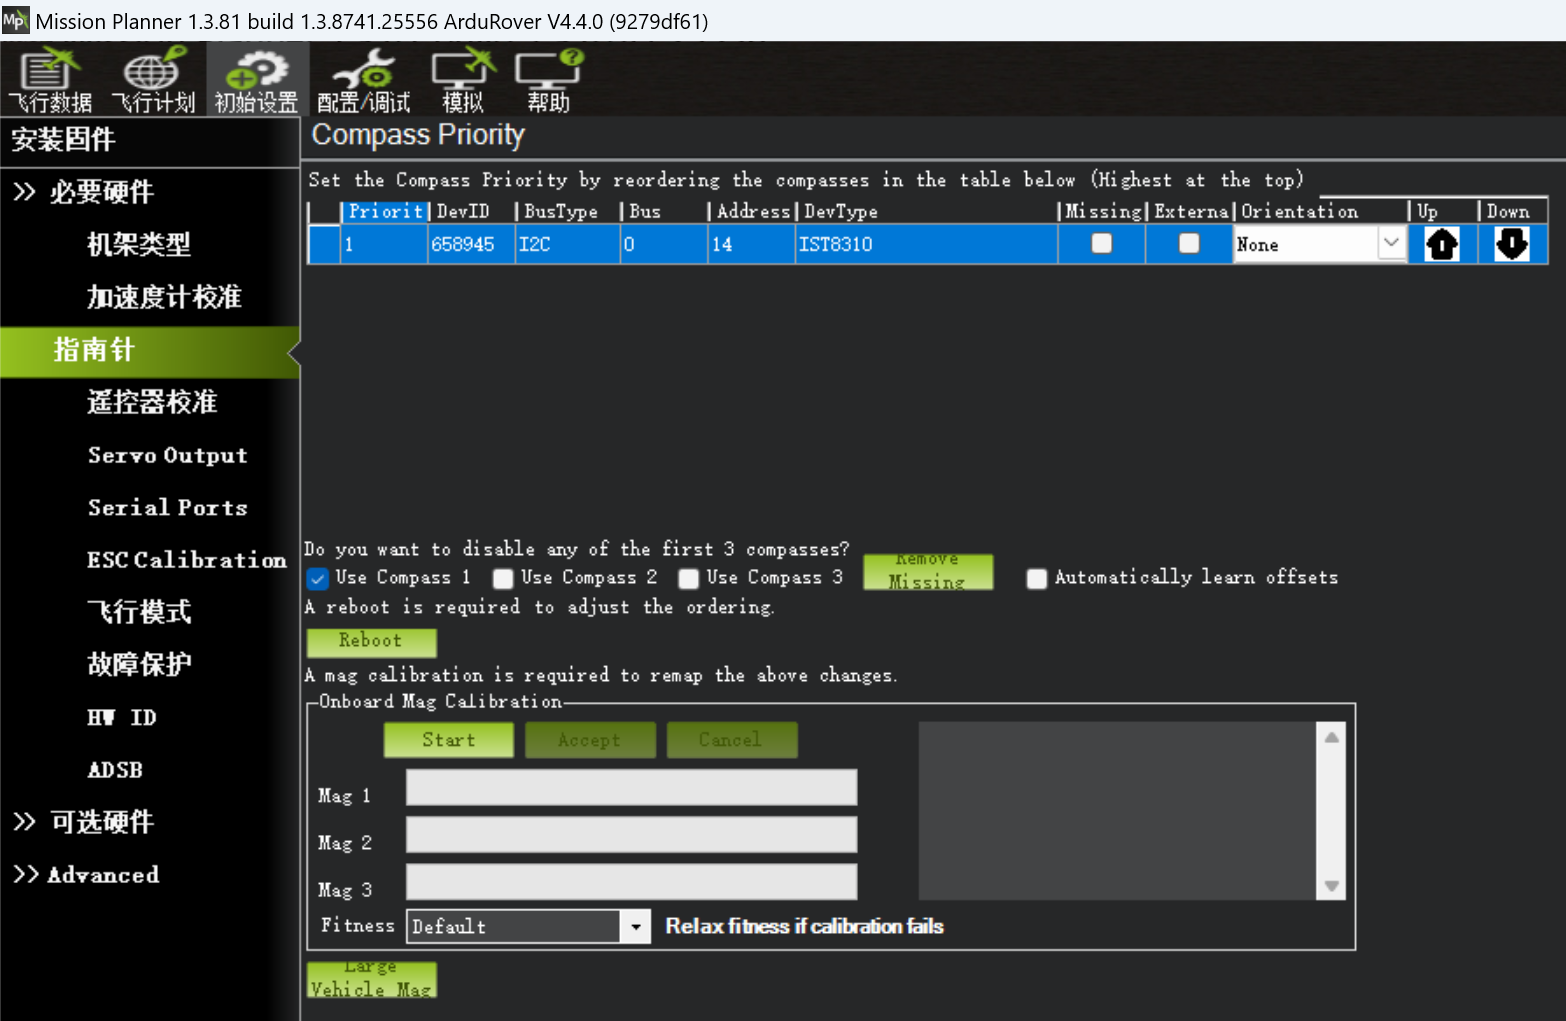 Mission Planner 1.3.81 build 1.3.8741.25556 ArduRover V4.4.0 (9279df61)
飞行数据 飞行计划 初始设置 配置/调试 模拟 帮助
安装固件
>> 必要硬件
机架类型
加速度计校准
指南针
遥控器校准
Servo Output
Serial Ports
ESC Calibration
飞行模式
故障保护
HW ID
ADSB
>> 可选硬件
>> Advanced
Compass Priority
Set the Compass Priority by reordering the compasses in the table below (Highest at the top)
Priorit DevID BusType Bus Address DevType Missing Externa Orientation Up Down
1 658945 I2C 0 14 IST8310 None
Do you want to disable any of the first 3 compasses?
Use Compass 1 Use Compass 2 Use Compass 3 Remove Missing Automatically learn offsets
A reboot is required to adjust the ordering.
Reboot
A mag calibration is required to remap the above changes.
Onboard Mag Calibration
Start Accept Cancel
Mag 1
Mag 2
Mag 3
Fitness Default Relax fitness if calibration fails
Large
Vehicle Mag